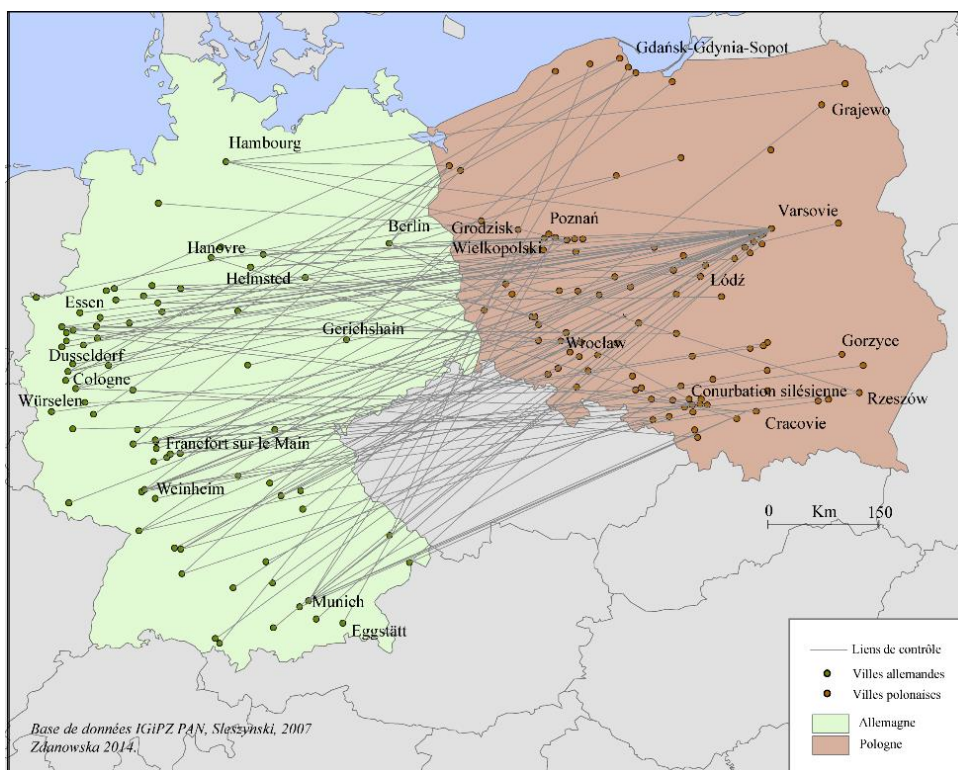 Gdańsk-Gdynia-Sopot
Grajewo
Hambourg
Varsovie
Berlin
Grodzisk
Wielkopolski
Poznań
Hanovre
Helmsted
Łódź
Essen
Gerichshain
Wrocław
Gorzyce
Dusseldorf
Cologne
Conurbation silésienne
Rzeszów
Würselen
Cracovie
Francfort sur le Main
Weinheim
0 Km 150
Munich
Eggstätt
Liens de contrôle
Villes allemandes
Villes polonaises
Allemagne
Pologne
Base de données IGiPZ PAN, Sleszynski, 2007
Zdanowska 2014.